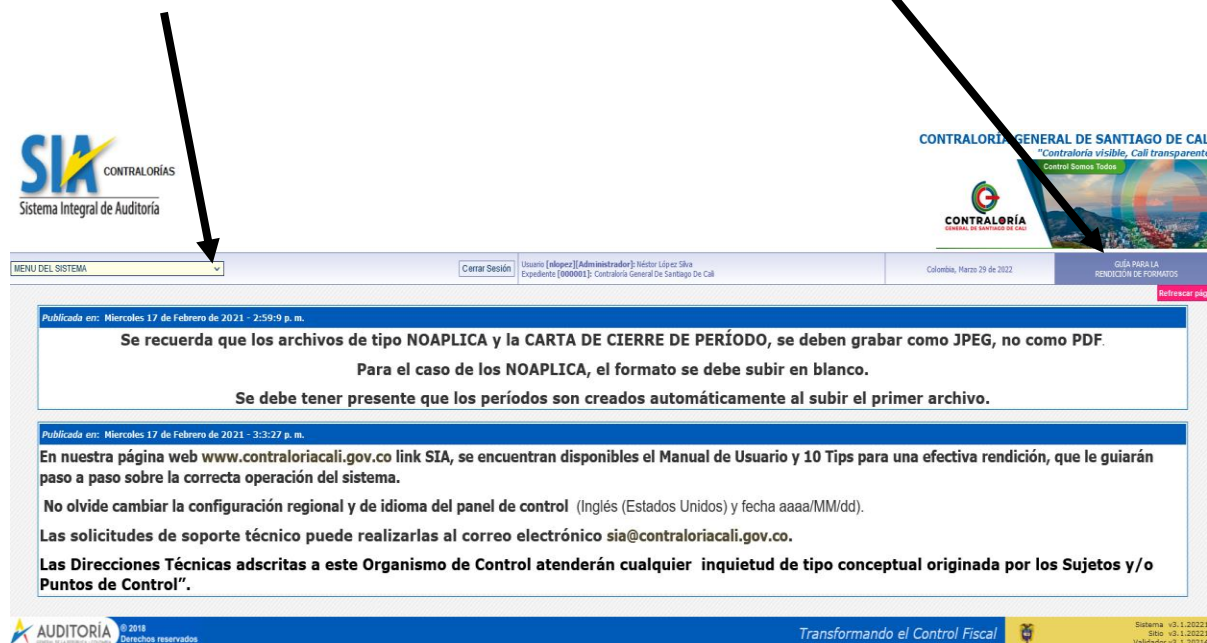 SIA CONTRALORÍAS
Sistema Integral de Auditoría
CONTRALORÍA GENERAL DE SANTIAGO DE CAL
"Contraloría visible, Cali transparente
Control Somos Todos
CONTRALORÍA
GENERAL DE SANTIAGO DE CALI
MENU DEL SISTEMA
Cerrar Sesión
Usuario [nlopez][Administrador]: Néstor López Silva
Expediente [000001]: Contraloría General De Santiago De Cali
Colombia, Marzo 29 de 2022
GUÍA PARA LA
RENDICIÓN DE FORMATOS
Refrescar pág
Publicada en: Miercoles 17 de Febrero de 2021 - 2:59:9 p. m.
Se recuerda que los archivos de tipo NOAPLICA y la CARTA DE CIERRE DE PERÍODO, se deben grabar como JPEG, no como PDF.
Para el caso de los NOAPLICA, el formato se debe subir en blanco.
Se debe tener presente que los períodos son creados automáticamente al subir el primer archivo.
Publicada en: Miercoles 17 de Febrero de 2021 - 3:3:27 p. m.
En nuestra página web www.contraloriacali.gov.co link SIA, se encuentran disponibles el Manual de Usuario y 10 Tips para una efectiva rendición, que le guiarán
paso a paso sobre la correcta operación del sistema.
No olvide cambiar la configuración regional y de idioma del panel de control (Inglés (Estados Unidos) y fecha aaaa/MM/dd).
Las solicitudes de soporte técnico puede realizarlas al correo electrónico sia@contraloriacali.gov.co.
Las Direcciones Técnicas adscritas a este Organismo de Control atenderán cualquier inquietud de tipo conceptual originada por los Sujetos y/o
Puntos de Control”.
AUDITORÍA
© 2018
Derechos reservados
Transformando el Control Fiscal
Sistema v3.1.20221
Sitio v3.1.20221